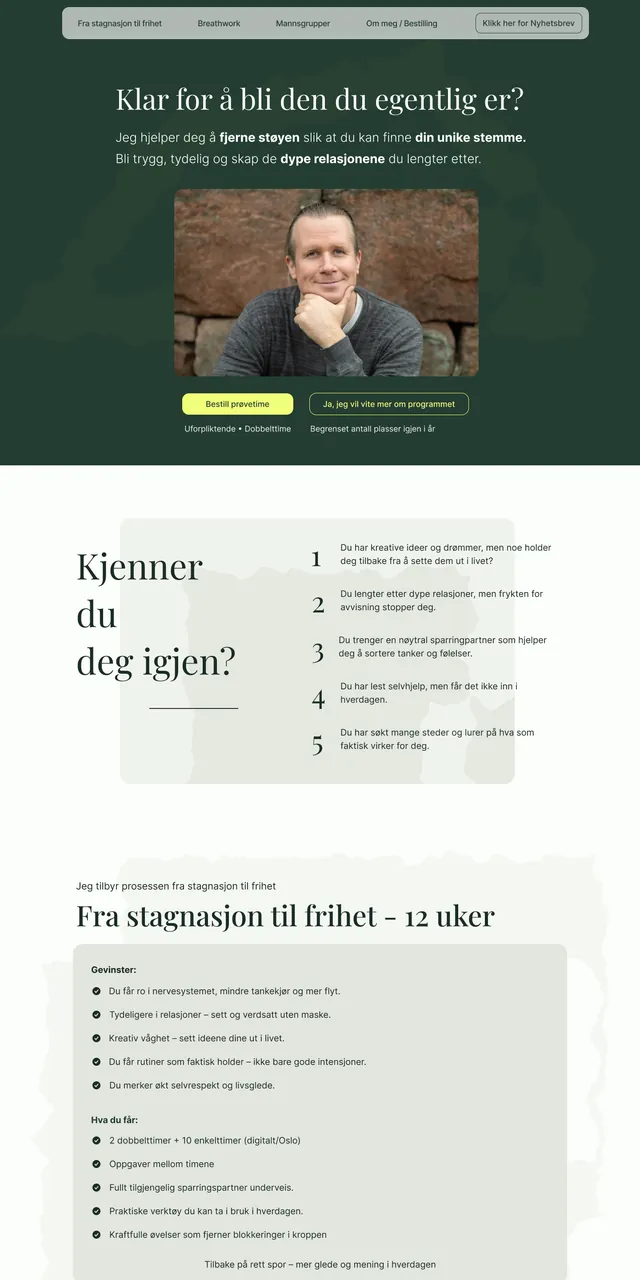 Fra stagnasjon til frihet
Breathwork
Mannsgrupper
Om meg / Bestilling
Klikk her for Nyhetsbrev
Klar for å bli den du egentlig er?
Jeg hjelper deg å fjerne støyen slik at du kan finne din unike stemme.
Bli trygg, tydelig og skap de dype relasjonene du lengter etter.
Bestill prøvetime
Ja, jeg vil vite mer om programmet
Uforpliktende • Dobbelttime
Begrenset antall plasser igjen i år
Kjenner
du
deg igjen?
1
Du har kreative ideer og drømmer, men noe holder
deg tilbake fra å sette dem ut i livet?
2
Du lengter etter dype relasjoner, men frykten for
avvisning stopper deg.
3
Du trenger en nøytral sparringpartner som hjelper
deg å sortere tanker og følelser.
4
Du har lest selvhjelp, men får det ikke inn i
hverdagen.
5
Du har søkt mange steder og lurer på hva som
faktisk virker for deg.
Jeg tilbyr prosessen fra stagnasjon til frihet
Fra stagnasjon til frihet - 12 uker
Gevinster:
Du får ro i nervesystemet, mindre tankekjør og mer flyt.
Tydeligere i relasjoner – sett og verdsatt uten maske.
Kreativ våghet – sett ideene dine ut i livet.
Du får rutiner som faktisk holder – ikke bare gode intensjoner.
Du merker økt selvrespekt og livsglede.
Hva du får:
2 dobbelttimer + 10 enkelttimer (digitalt/Oslo)
Oppgaver mellom timene
Fullt tilgjengelig sparringspartner underveis.
Praktiske verktøy du kan ta i bruk i hverdagen.
Kraftfulle øvelser som fjerner blokkeringer i kroppen
Tilbake på rett spor – mer glede og mening i hverdagen